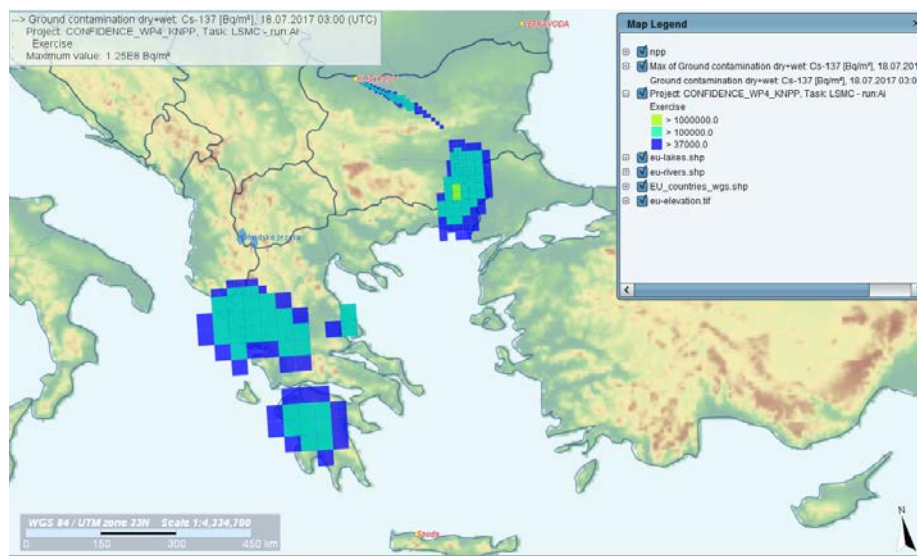 --> Ground contamination dry+wet: Cs-137 [Bq/m²], 18.07.2017 03:00 (UTC)
Project: CONFIDENCE_WP4_KNPP, Task: LSMC - run:Ai
Exercise
Maximum value: 1.25E8 Bq/m²
Map Legend
npp
Max of Ground contamination dry+wet: Cs-137 [Bq/m²], 18.07.201
Ground contamination dry+wet: Cs-137 [Bq/m²], 18.07.2017 03:0
Project: CONFIDENCE_WP4_KNPP, Task: LSMC - run:Ai
Exercise
> 1000000.0
> 100000.0
> 37000.0
eu-lakes.shp
eu-rivers.shp
EU_countries_wgs.shp
eu-elevation.tif
Ohridsko jezero
WGS 84 / UTM zone 33N Scale 1:4,334,700
0 150 300 450 km
Souda
N